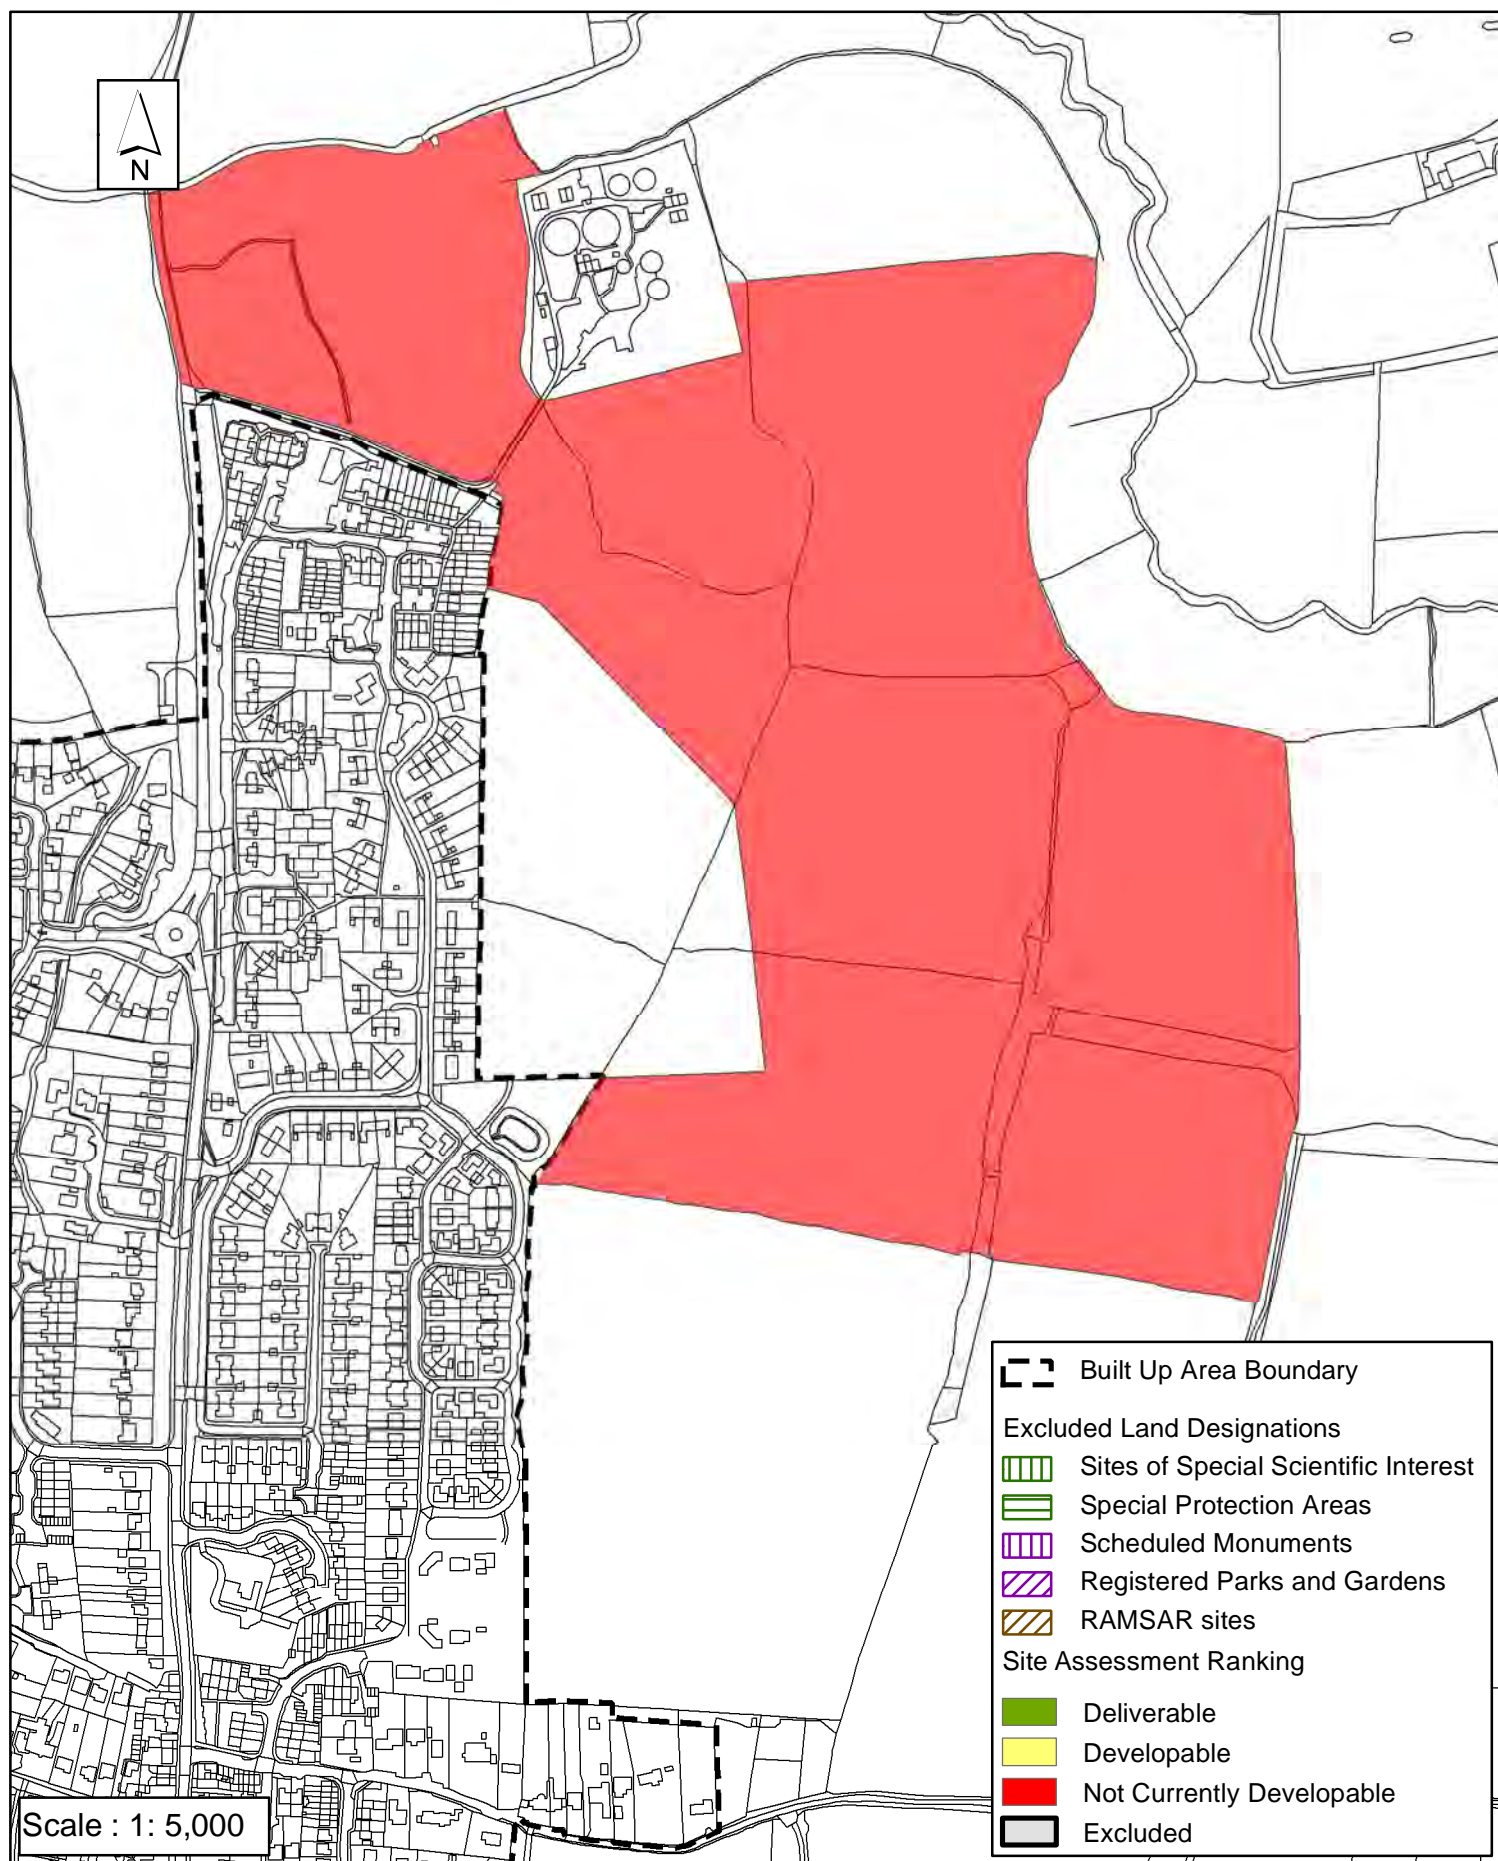 N
Built Up Area Boundary
Excluded Land Designations
Sites of Special Scientific Interest
Special Protection Areas
Scheduled Monuments
Registered Parks and Gardens
RAMSAR sites
Site Assessment Ranking
Deliverable
Developable
Not Currently Developable
Excluded
Scale : 1: 5,000